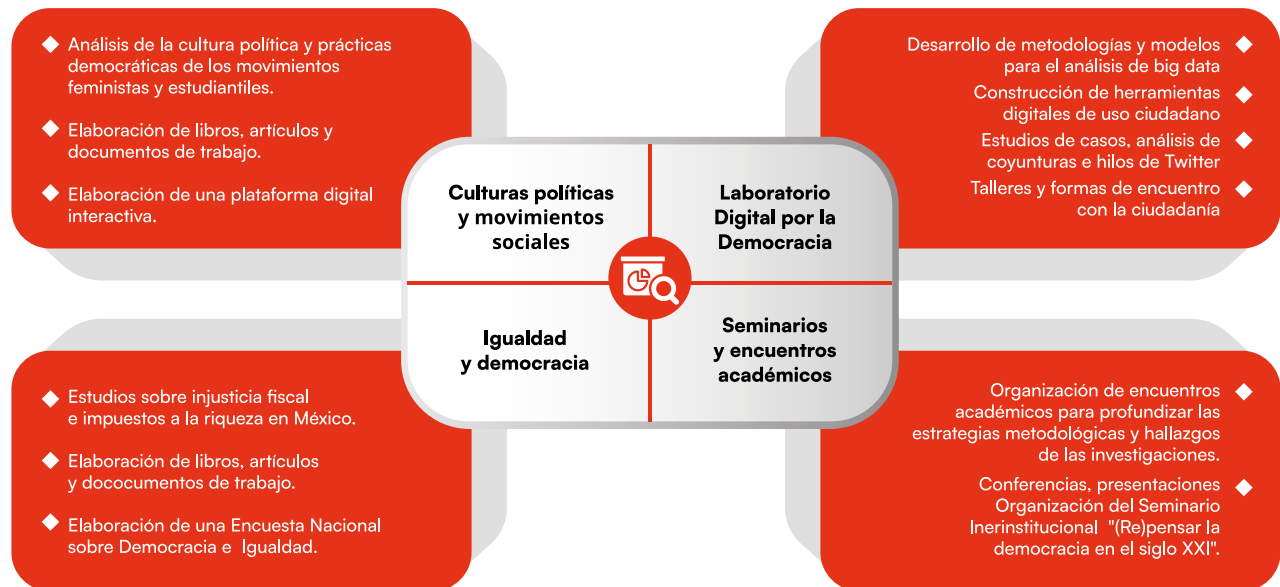 Análisis de la cultura política y prácticas
democráticas de los movimientos
feministas y estudiantiles.
Elaboración de libros, artículos y
documentos de trabajo.
Elaboración de una plataforma digital
interactiva.
Desarrollo de metodologías y modelos
para el análisis de big data
Construcción de herramientas
digitales de uso ciudadano
Estudios de casos, análisis de
coyunturas e hilos de Twitter
Talleres y formas de encuentro
con la ciudadanía
Culturas políticas
y movimientos
sociales
Laboratorio
Digital por la
Democracia
Igualdad
y democracia
Seminarios
y encuentros
académicos
Estudios sobre injusticia fiscal
e impuestos a la riqueza en México.
Elaboración de libros, artículos
y dococumentos de trabajo.
Elaboración de una Encuesta Nacional
sobre Democracia e Igualdad.
Organización de encuentros
académicos para profundizar las
estrategias metodológicas y hallazgos
de las investigaciones.
Conferencias, presentaciones
Organización del Seminario
Inerinstitucional "(Re)pensar la
democracia en el siglo XXI".